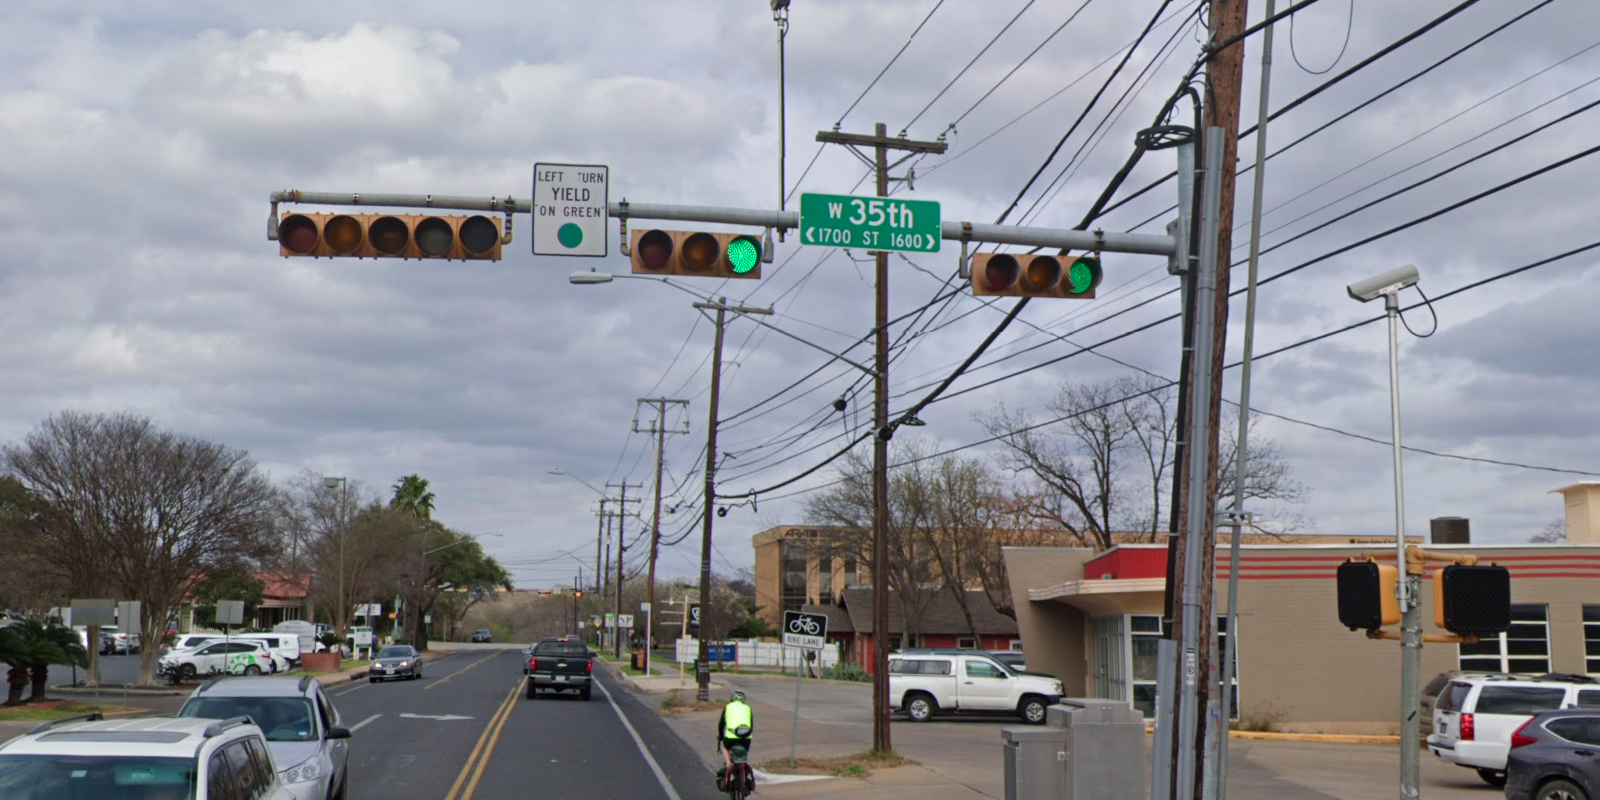 LEFT TURN
YIELD
ON GREEN
W 35th
1700 ST 1600
BIKE LANE